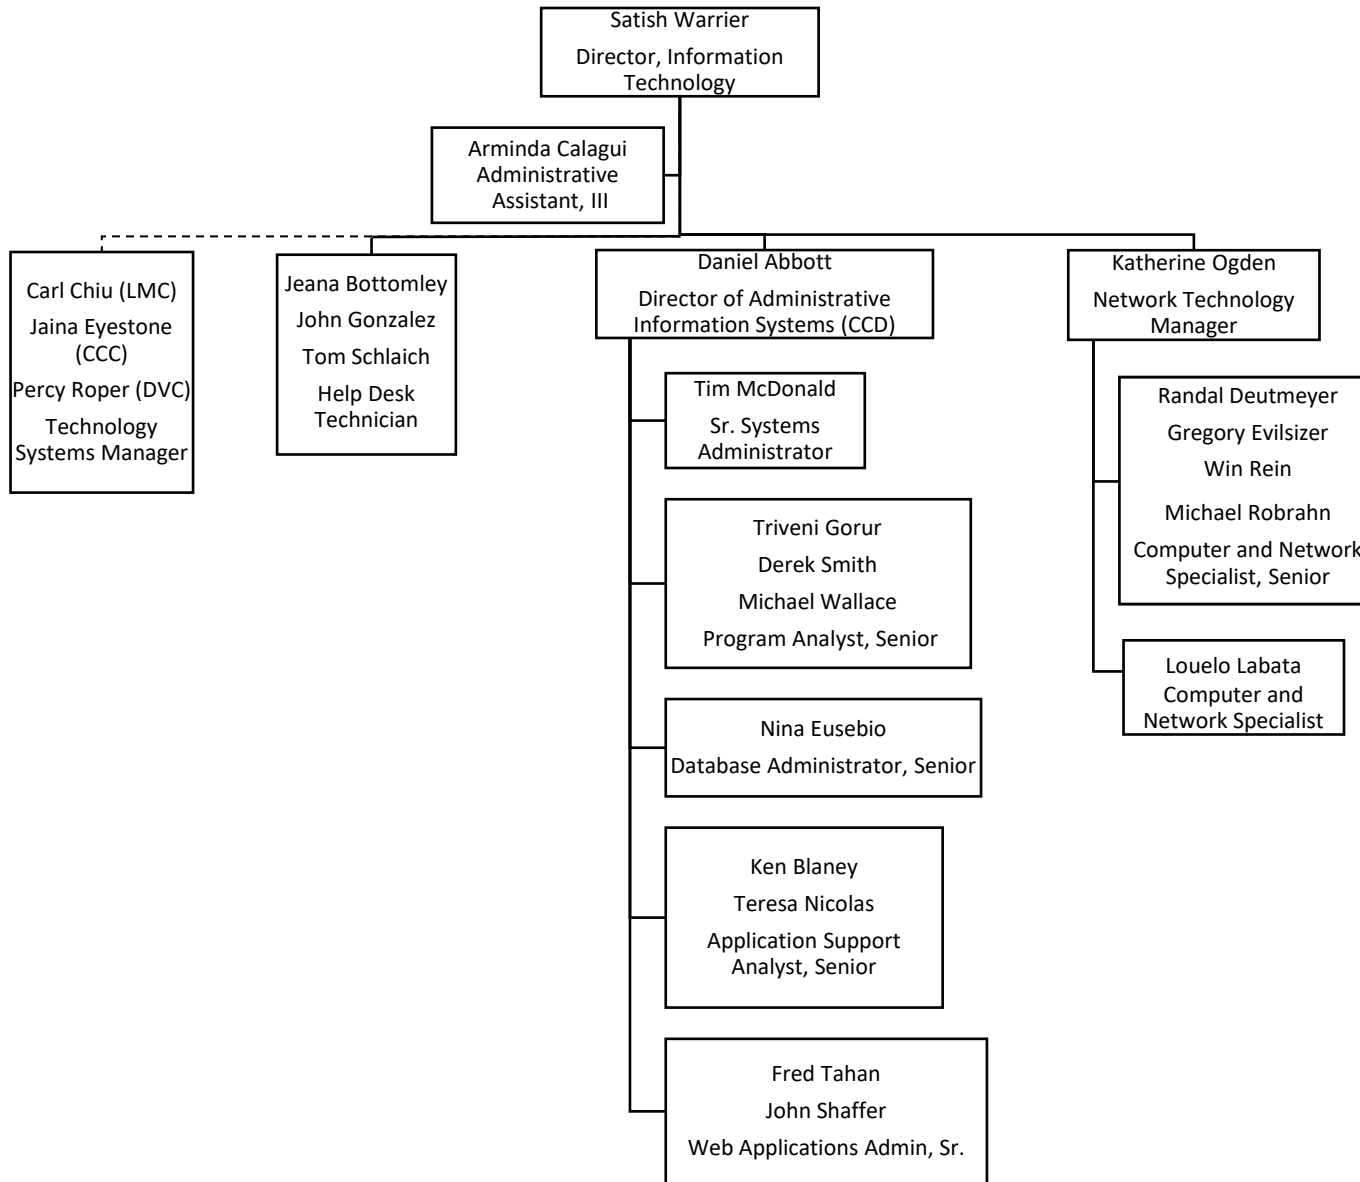 Satish Warrier
Director, Information
Technology
Arminda Calagui
Administrative
Assistant, III
Carl Chiu (LMC)
Jaina Eyestone
(CCC)
Percy Roper (DVC)
Technology
Systems Manager
Jeana Bottomley
John Gonzalez
Tom Schlaich
Help Desk
Technician
Daniel Abbott
Director of Administrative
Information Systems (CCD)
Tim McDonald
Sr. Systems
Administrator
Triveni Gorur
Derek Smith
Michael Wallace
Program Analyst, Senior
Nina Eusebio
Database Administrator, Senior
Ken Blaney
Teresa Nicolas
Application Support
Analyst, Senior
Fred Tahan
John Shaffer
Web Applications Admin, Sr.
Katherine Ogden
Network Technology
Manager
Randal Deutmeyer
Gregory Evilsizer
Win Rein
Michael Robrahn
Computer and Network
Specialist, Senior
Louelo Labata
Computer and
Network Specialist